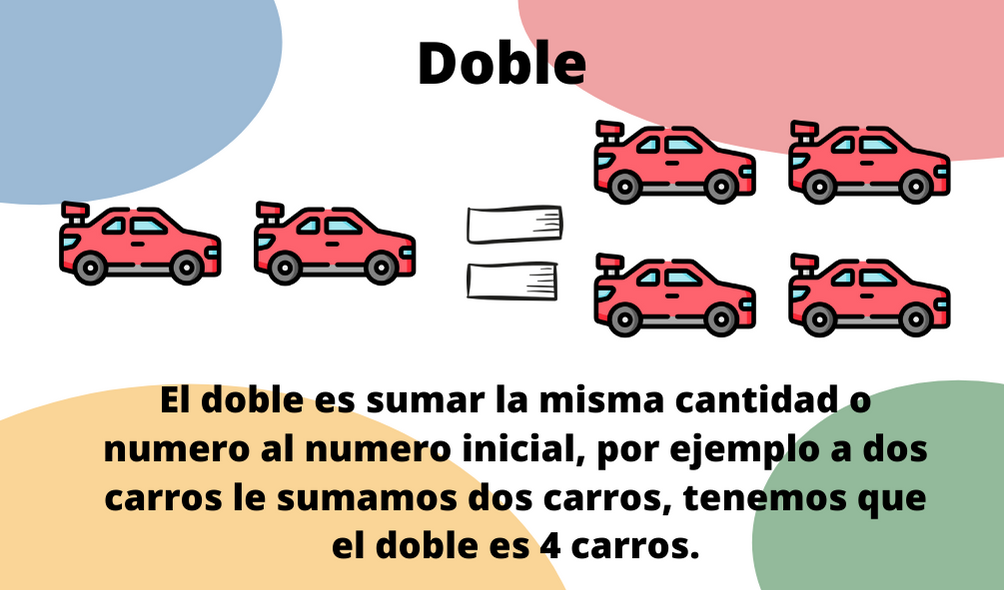 Doble
El doble es sumar la misma cantidad o
numero al numero inicial, por ejemplo a dos
carros le sumamos dos carros, tenemos que
el doble es 4 carros.